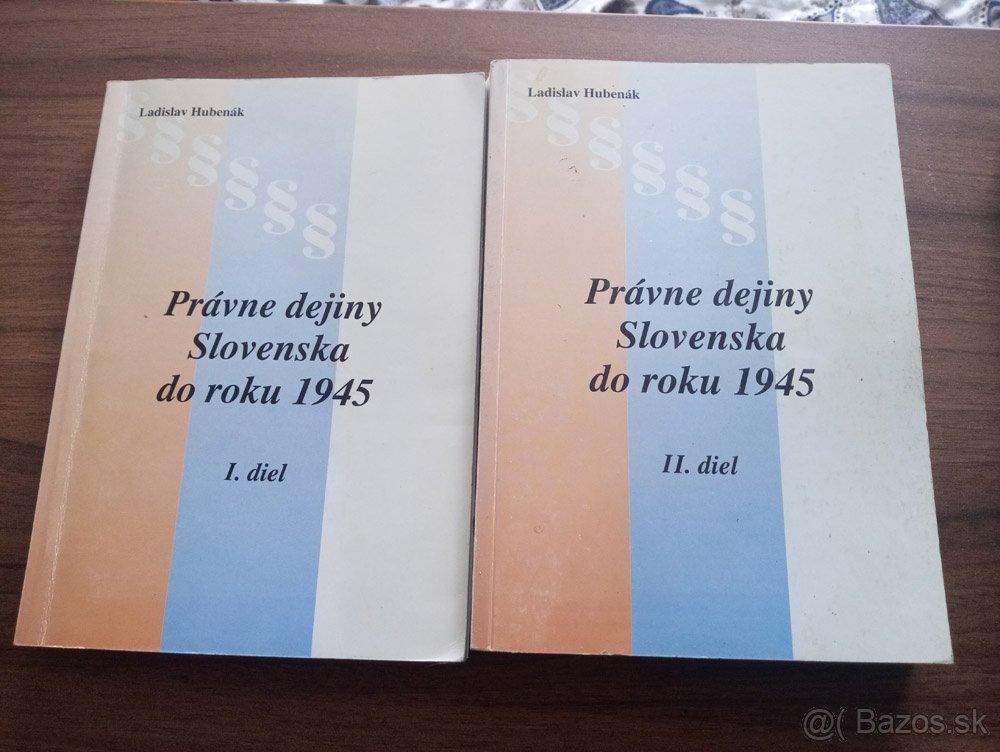 Ladislav Hubenák
§§§§§§
Právne dejiny
Slovenska
do roku 1945
I. diel
Ladislav Hubenák
§§§§§§
Právne dejiny
Slovenska
do roku 1945
II. diel
@( Bazos.sk